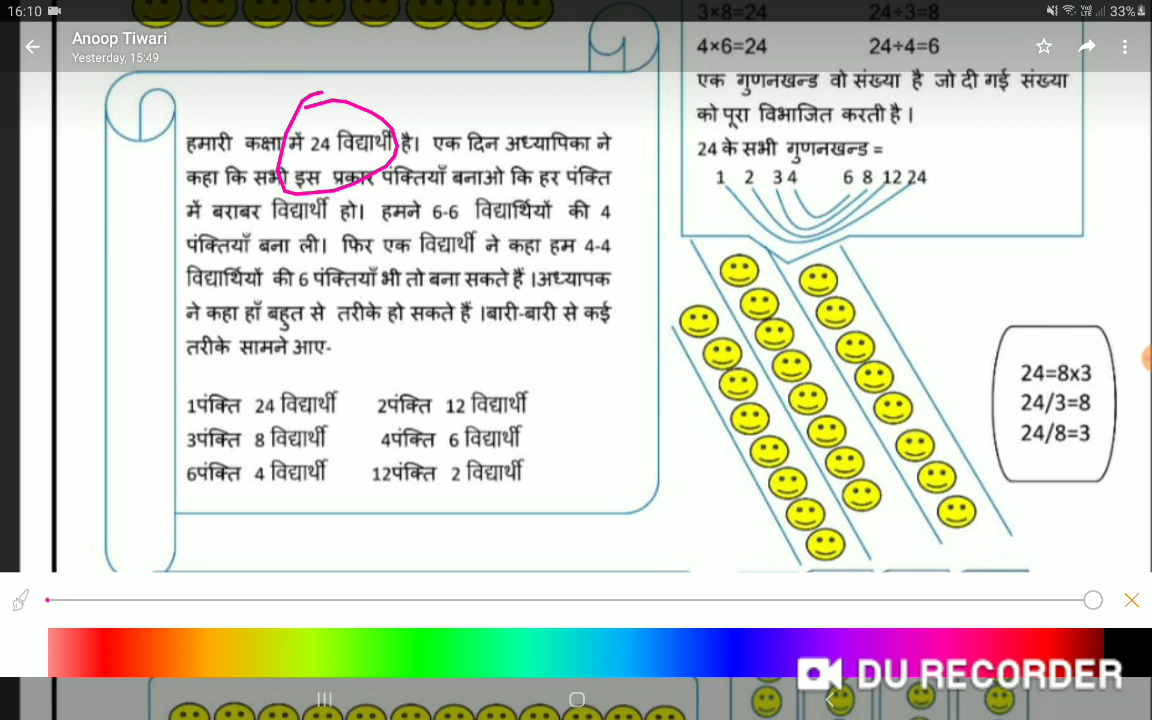 16:10
33%
Anoop Tiwari
Yesterday, 15:49
हमारी कक्षा में 24 विद्यार्थी है। एक दिन अध्यापिका ने
कहा कि सभी इस प्रकार पंक्तियाँ बनाओ कि हर पंक्ति
में बराबर विद्यार्थी हो। हमने 6-6 विद्यार्थियों की 4
पंक्तियाँ बना ली। फिर एक विद्यार्थी ने कहा हम 4-4
विद्यार्थियों की 6 पंक्तियाँ भी तो बना सकते हैं ।अध्यापक
ने कहा हाँ बहुत से तरीके हो सकते हैं ।बारी-बारी से कई
तरीके सामने आए-
1पंक्ति 24 विद्यार्थी 2पंक्ति 12 विद्यार्थी
3पंक्ति 8 विद्यार्थी 4पंक्ति 6 विद्यार्थी
6पंक्ति 4 विद्यार्थी 12पंक्ति 2 विद्यार्थी
3×8=24 24÷3=8
4×6=24 24÷4=6
एक गुणनखन्ड वो संख्या है जो दी गई संख्या
को पूरा विभाजित करती है ।
24 के सभी गुणनखन्ड =
1 2 3 4 6 8 12 24
24=8x3
24/3=8
24/8=3
DU RECORDER